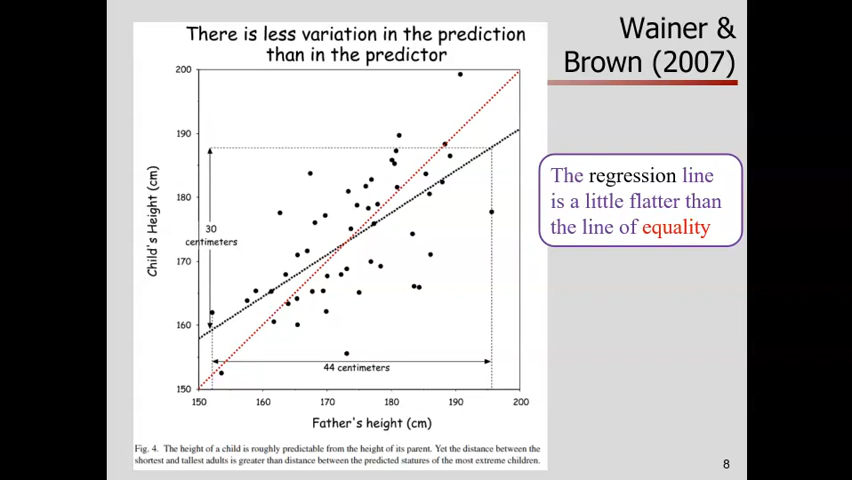 There is less variation in the prediction
than in the predictor
Wainer &
Brown (2007)
200
190
180
170
160
150
Child's Height (cm)
30
centimeters
44 centimeters
150
160
170
180
190
200
Father's height (cm)
The regression line
is a little flatter than
the line of equality
Fig. 4. The height of a child is roughly predictable from the height of its parent. Yet the distance between the
shortest and tallest adults is greater than distance between the predicted statures of the most extreme children.
8